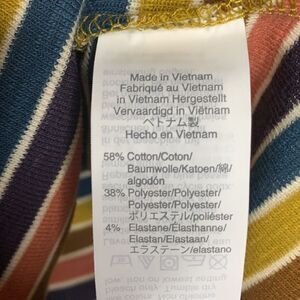 Made in Vietnam
Fabriqué au Vietnam
in Vietnam Hergestellt
Vervaardigd in Viëtnam
ベトナム製
Hecho en Vietnam
58% Cotton/Coton/
Baumwolle/Katoen/綿/
algodón
38% Polyester/Polyester/
Polyester/Polyester/
ポリエステル/poliéster
4% Elastane/Élasthanne/
Elastan/Elastaan/
エラステーン/elastano